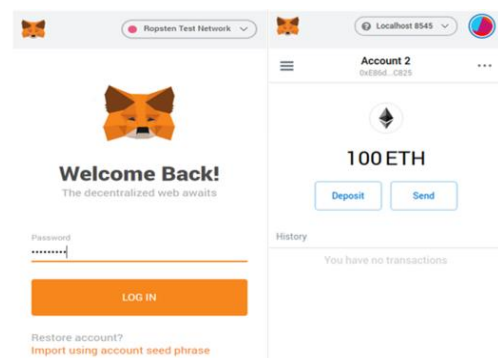 Ropsten Test Network
Welcome Back!
The decentralized web awaits
Password
LOG IN
Restore account?
Import using account seed phrase
Localhost 8545
Account 2
0xE86d...C825
100 ETH
Deposit
Send
History
You have no transactions